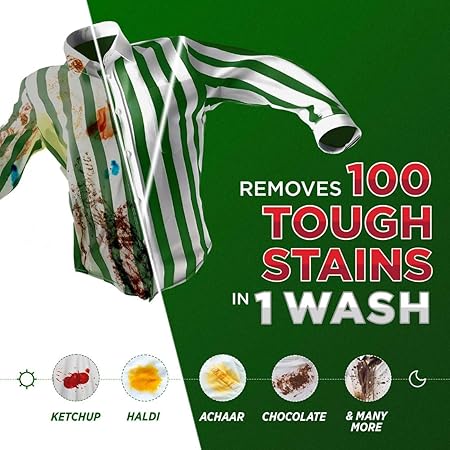 REMOVES 100
TOUGH
STAINS
IN 1 WASH
KETCHUP
HALDI
ACHAAR
CHOCOLATE
& MANY
MORE